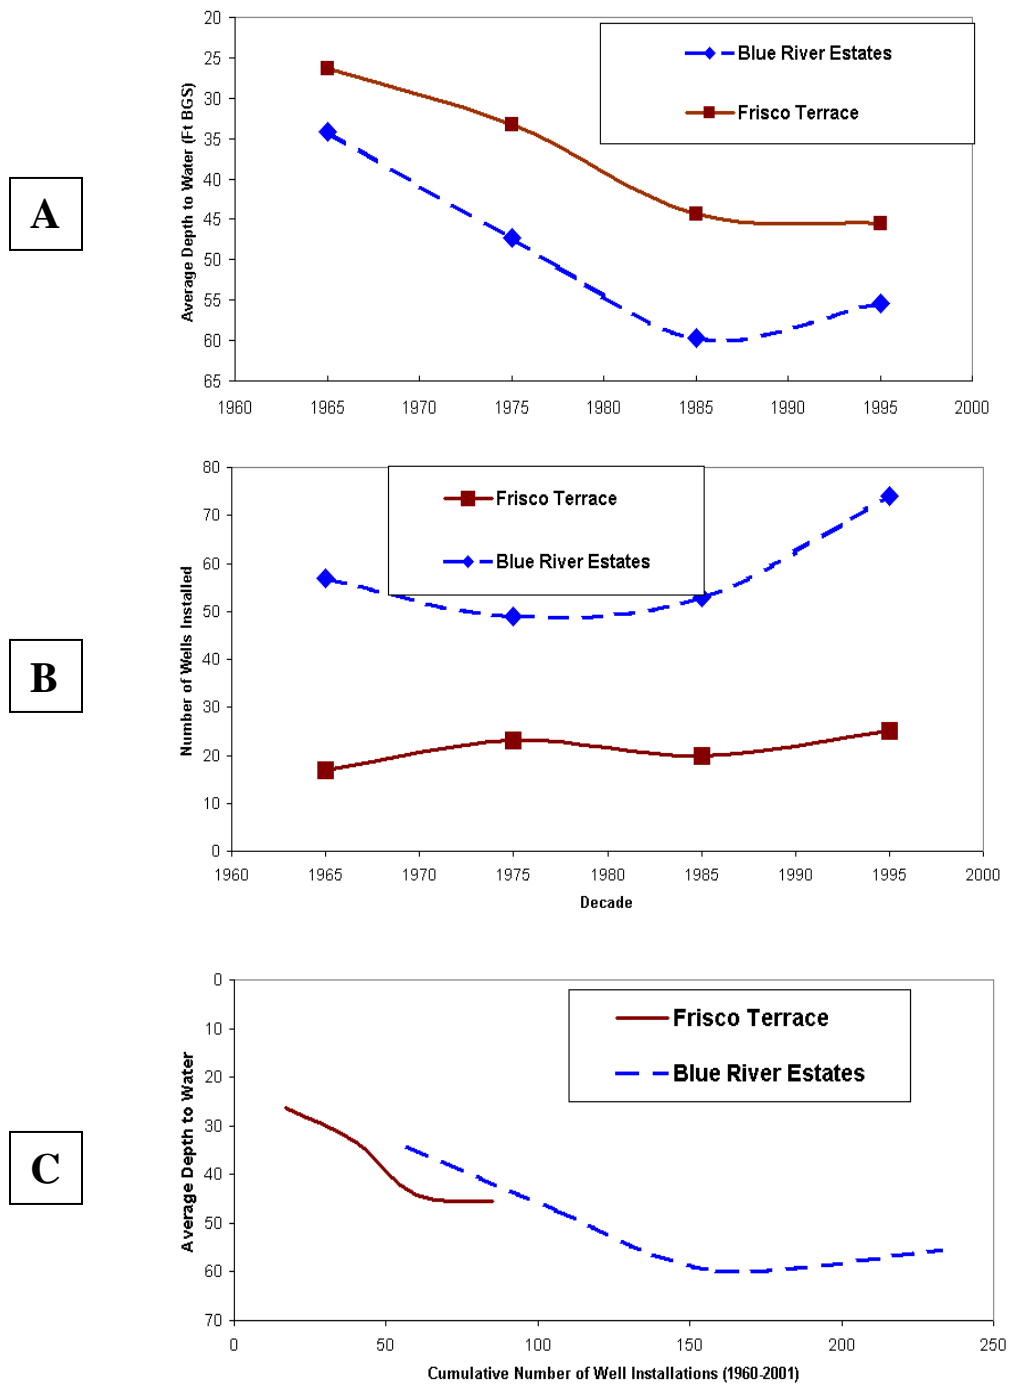 A
20
25
30
35
40
45
50
55
60
65
Average Depth to Water (Ft BGS)
Blue River Estates
Frisco Terrace
1960 1965 1970 1975 1980 1985 1990 1995 2000
B
80
70
60
50
40
30
20
10
0
Number of Wells Installed
Frisco Terrace
Blue River Estates
1960 1965 1970 1975 1980 1985 1990 1995 2000
Decade
C
0
10
20
30
40
50
60
70
Average Depth to Water
Frisco Terrace
Blue River Estates
0 50 100 150 200 250
Cumulative Number of Well Installations (1960-2001)